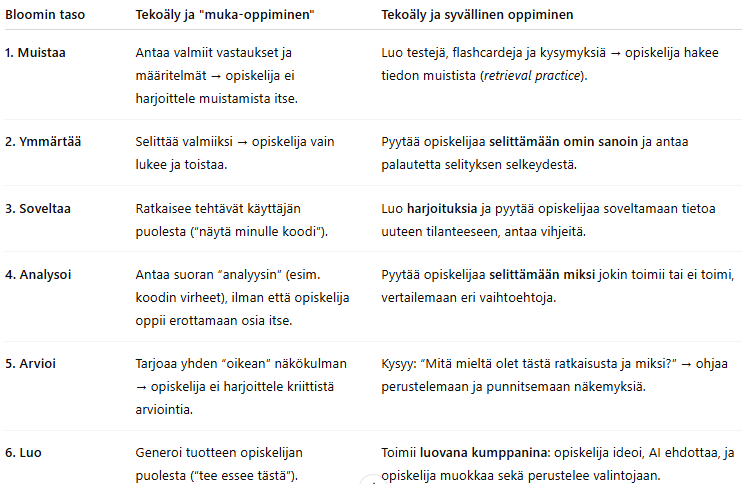 Bloomin taso Tekoäly ja "muka-oppiminen" Tekoäly ja syvällinen oppiminen
1. Muistaa
Antaa valmiit vastaukset ja
määritelmät → opiskelija ei
harjoittele muistamista itse.
Luo testejä, flashcardeja ja kysymyksiä → opiskelija hakee
tiedon muistista (retrieval practice).
2. Ymmärtää
Selittää valmiiksi → opiskelija vain
lukee ja toistaa.
Pyytää opiskelijaa selittämään omin sanoin ja antaa
palautetta selityksen selkeydestä.
3. Soveltaa
Ratkaisee tehtävät käyttäjän
puolesta (“näytä minulle koodi”).
Luo harjoituksia ja pyytää opiskelijaa soveltamaan tietoa
uuteen tilanteeseen, antaa vihjeitä.
4. Analysoi
Antaa suoran “analyysin” (esim.
koodin virheet), ilman että opiskelija
oppii erottamaan osia itse.
Pyytää opiskelijaa selittämään miksi jokin toimii tai ei toimi,
vertailemaan eri vaihtoehtoja.
5. Arvioi
Tarjoaa yhden “oikean” näkökulman
→ opiskelija ei harjoittele kriittistä
arviointia.
Kysyy: “Mitä mieltä olet tästä ratkaisusta ja miksi?” → ohjaa
perustelemaan ja punnitsemaan näkemyksiä.
6. Luo
Generoi tuotteen opiskelijan
puolesta (“tee essee tästä”).
Toimii luovana kumppanina: opiskelija ideoi, AI ehdottaa, ja
opiskelija muokkaa sekä perustelee valintojaan.